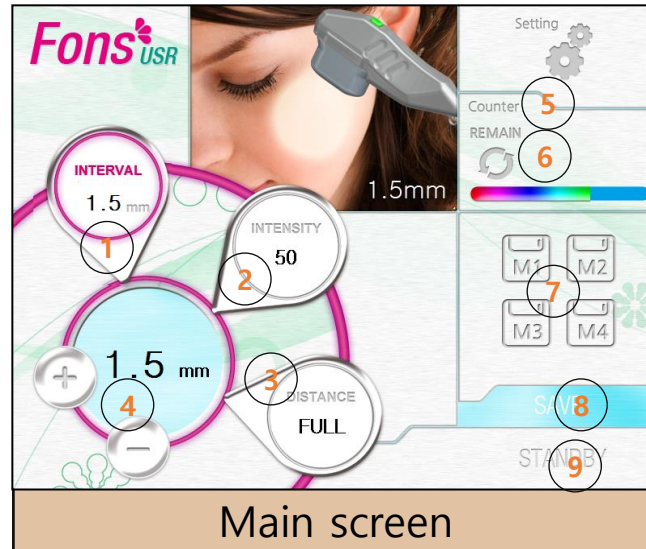 Fons USR
Setting
Counter
5
REMAIN
6
1.5mm
INTERVAL
1.5 mm
1
INTENSITY
50
2
M1 M2
7
M3 M4
1.5 mm
4
+
−
3
DISTANCE
FULL
SAVE
8
STANDBY
9
Main screen